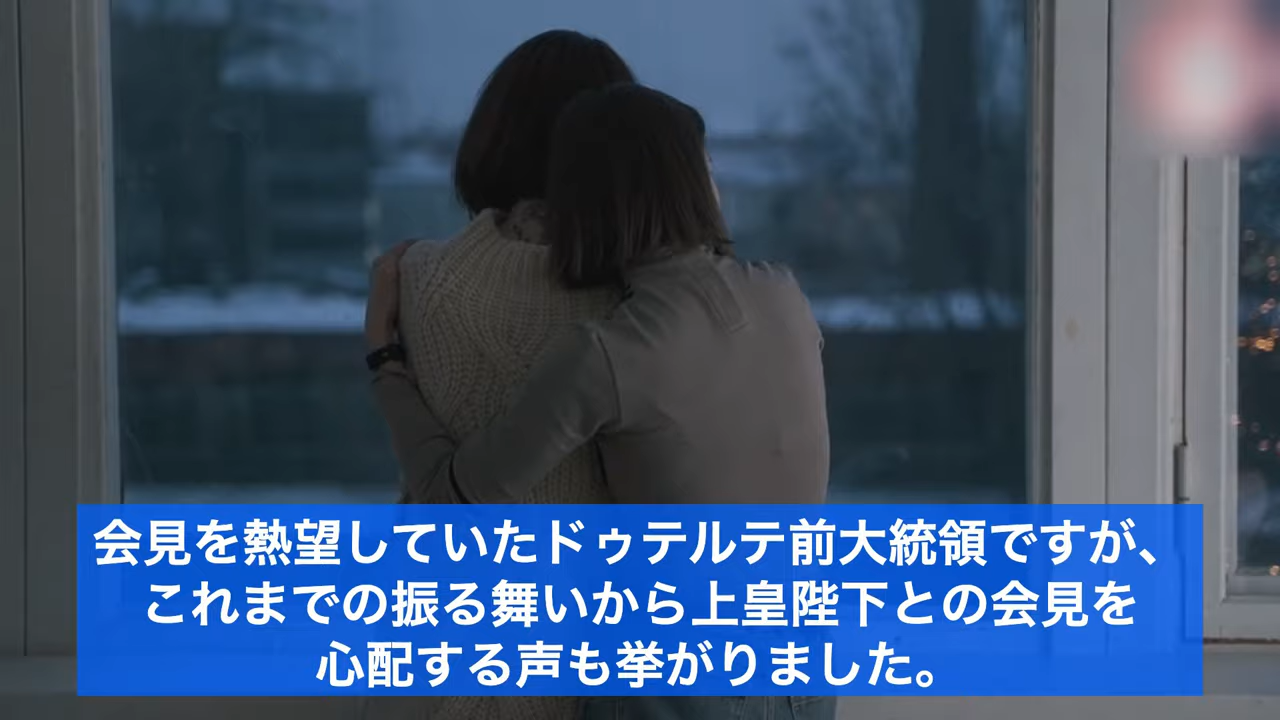 会見を熱望していたドゥテルテ前大統領ですが、
これまでの振る舞いから上皇陛下との会見を
心配する声も挙がりました。